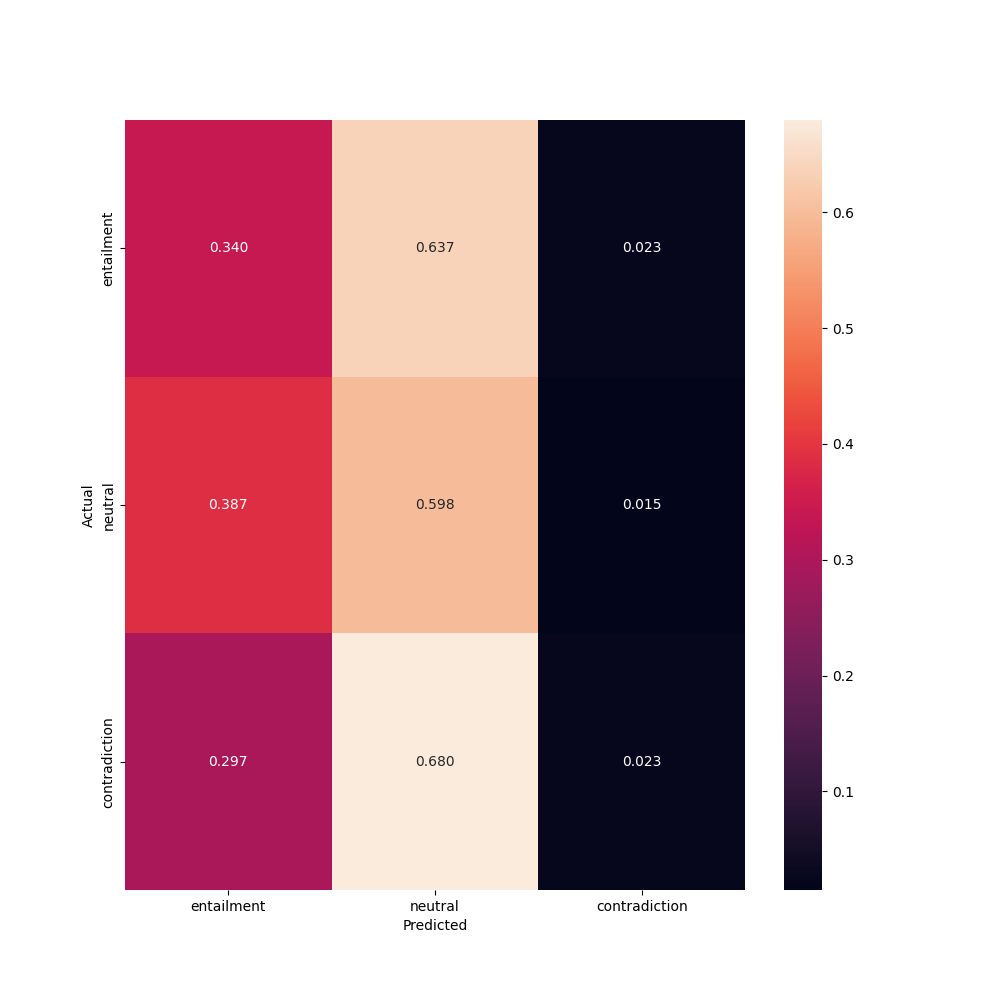 entailment
0.340 0.637 0.023
Actual
neutral
0.387 0.598 0.015
contradiction
0.297 0.680 0.023
entailment neutral contradiction
Predicted
0.6
0.5
0.4
0.3
0.2
0.1